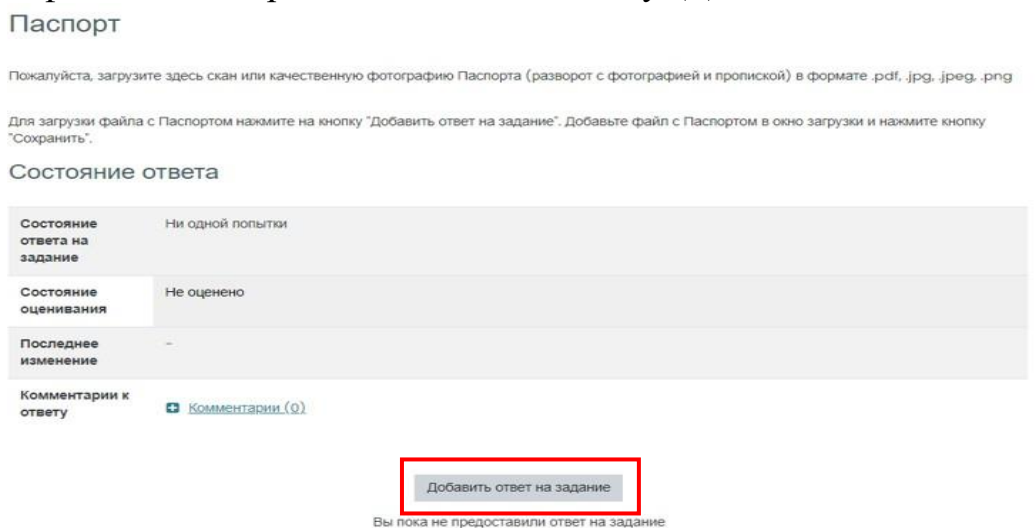 Паспорт
Пожалуйста, загрузите здесь скан или качественную фотографию Паспорта (разворот с фотографией и пропиской) в формате .pdf, .jpg, .jpeg, .png
Для загрузки файла с Паспортом нажмите на кнопку "Добавить ответ на задание". Добавьте файл с Паспортом в окно загрузки и нажмите кнопку
"Сохранить".
Состояние ответа
Состояние ответа на задание Ни одной попытки
Состояние оценивания Не оценено
Последнее изменение –
Комментарии к ответу Комментарии (0)
Добавить ответ на задание
Вы пока не предоставили ответ на задание